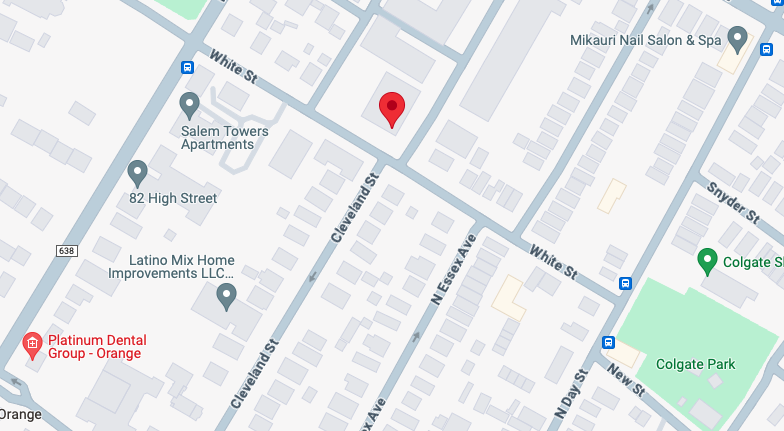 Mikauri Nail Salon & Spa
White St
Salem Towers
Apartments
82 High Street
Cleveland St
Snyder St
638
Latino Mix Home
Improvements LLC...
N Essex Ave
White St
Colgate
Platinum Dental
Group - Orange
Colgate Park
Cleveland St
New St
N Day St
Orange
Ave